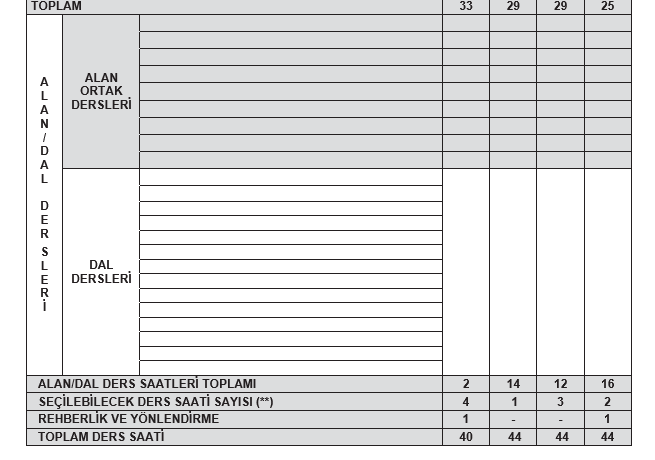 TOPLAM 33 29 29 25
ALAN/DAL DERSLERİ
ALAN
ORTAK
DERSLERİ
DAL
DERSLERİ
ALAN/DAL DERS SAATLERİ TOPLAMI 2 14 12 16
SEÇİLEBİLECEK DERS SAATİ SAYISI (**) 4 1 3 2
REHBERLİK VE YÖNLENDİRME 1 - - 1
TOPLAM DERS SAATİ 40 44 44 44